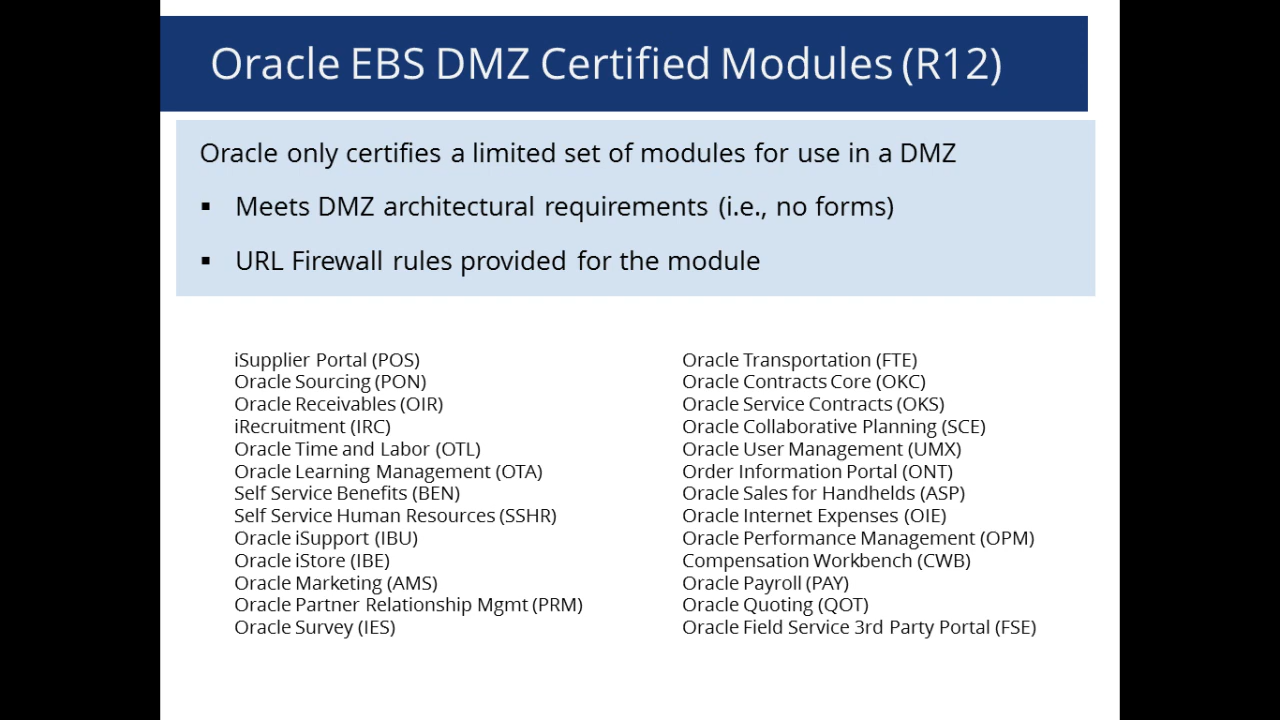 Oracle EBS DMZ Certified Modules (R12)
Oracle only certifies a limited set of modules for use in a DMZ
▪ Meets DMZ architectural requirements (i.e., no forms)
▪ URL Firewall rules provided for the module
iSupplier Portal (POS)
Oracle Sourcing (PON)
Oracle Receivables (OIR)
iRecruitment (IRC)
Oracle Time and Labor (OTL)
Oracle Learning Management (OTA)
Self Service Benefits (BEN)
Self Service Human Resources (SSHR)
Oracle iSupport (IBU)
Oracle iStore (IBE)
Oracle Marketing (AMS)
Oracle Partner Relationship Mgmt (PRM)
Oracle Survey (IES)
Oracle Transportation (FTE)
Oracle Contracts Core (OKC)
Oracle Service Contracts (OKS)
Oracle Collaborative Planning (SCE)
Oracle User Management (UMX)
Order Information Portal (ONT)
Oracle Sales for Handhelds (ASP)
Oracle Internet Expenses (OIE)
Oracle Performance Management (OPM)
Compensation Workbench (CWB)
Oracle Payroll (PAY)
Oracle Quoting (QOT)
Oracle Field Service 3rd Party Portal (FSE)